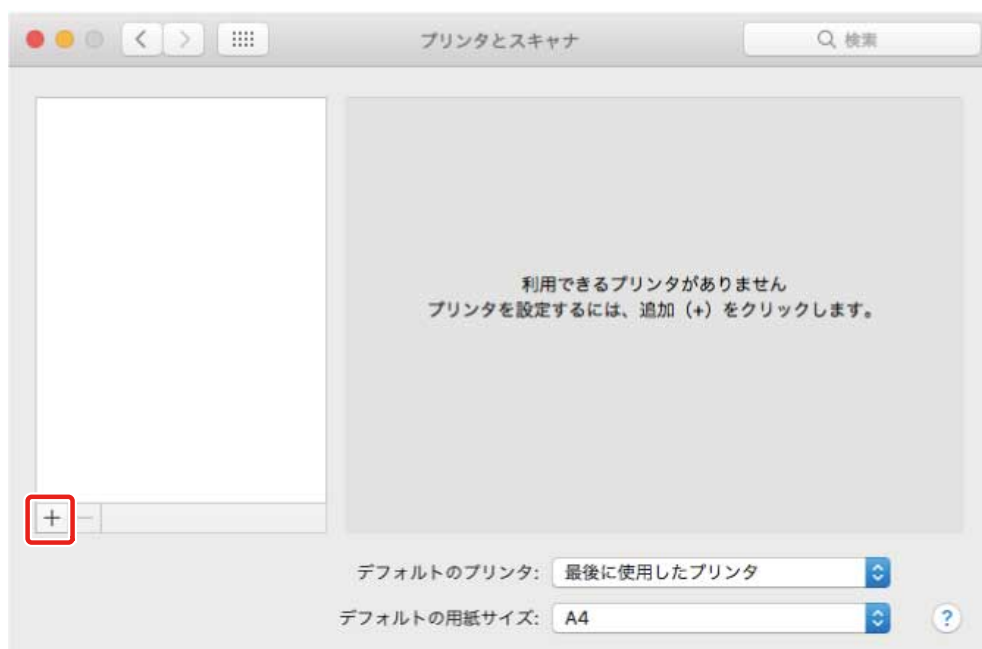 プリンタとスキャナ
検索
利用できるプリンタがありません
プリンタを設定するには、追加（+）をクリックします。
+ −
デフォルトのプリンタ: 最後に使用したプリンタ
デフォルトの用紙サイズ: A4
?